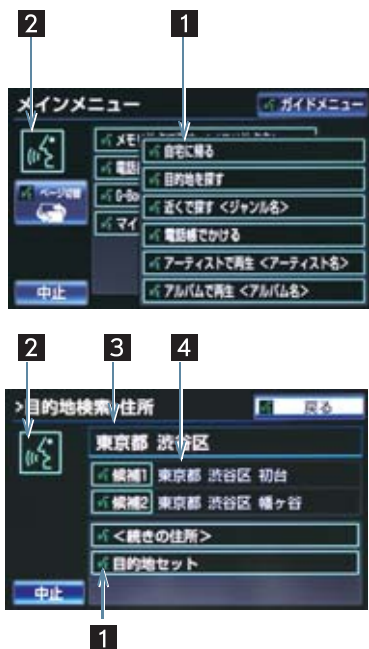 2 1
メインメニュー ガイドメニュー
メモ
自宅に帰る
電話
目的地を探す
ページ切替
G-Bo
近くで探す <ジャンル名>
マイ
電話帳でかける
アーティストで再生 <アーティスト名>
中止
アルバムで再生 <アルバム名>
2 3 4
>目的地検索 住所 戻る
東京都 渋谷区
候補1 東京都 渋谷区 初台
候補2 東京都 渋谷区 幡ヶ谷
<続きの住所>
目的地セット
中止
1